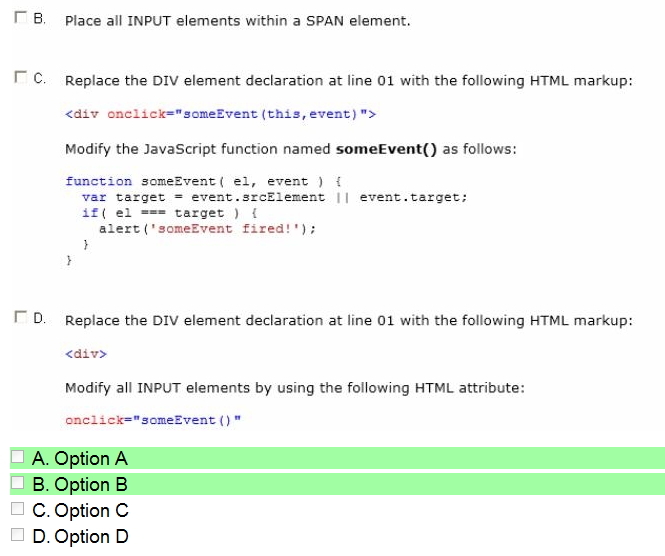 B. Place all INPUT elements within a SPAN element.
C. Replace the DIV element declaration at line 01 with the following HTML markup:
<div onclick="someEvent(this,event)">
Modify the JavaScript function named someEvent() as follows:
function someEvent( el, event ) {
var target = event.srcElement || event.target;
if( el === target ) {
alert('someEvent fired!');
}
}
D. Replace the DIV element declaration at line 01 with the following HTML markup:
<div>
Modify all INPUT elements by using the following HTML attribute:
onclick="someEvent()"
A. Option A
B. Option B
C. Option C
D. Option D